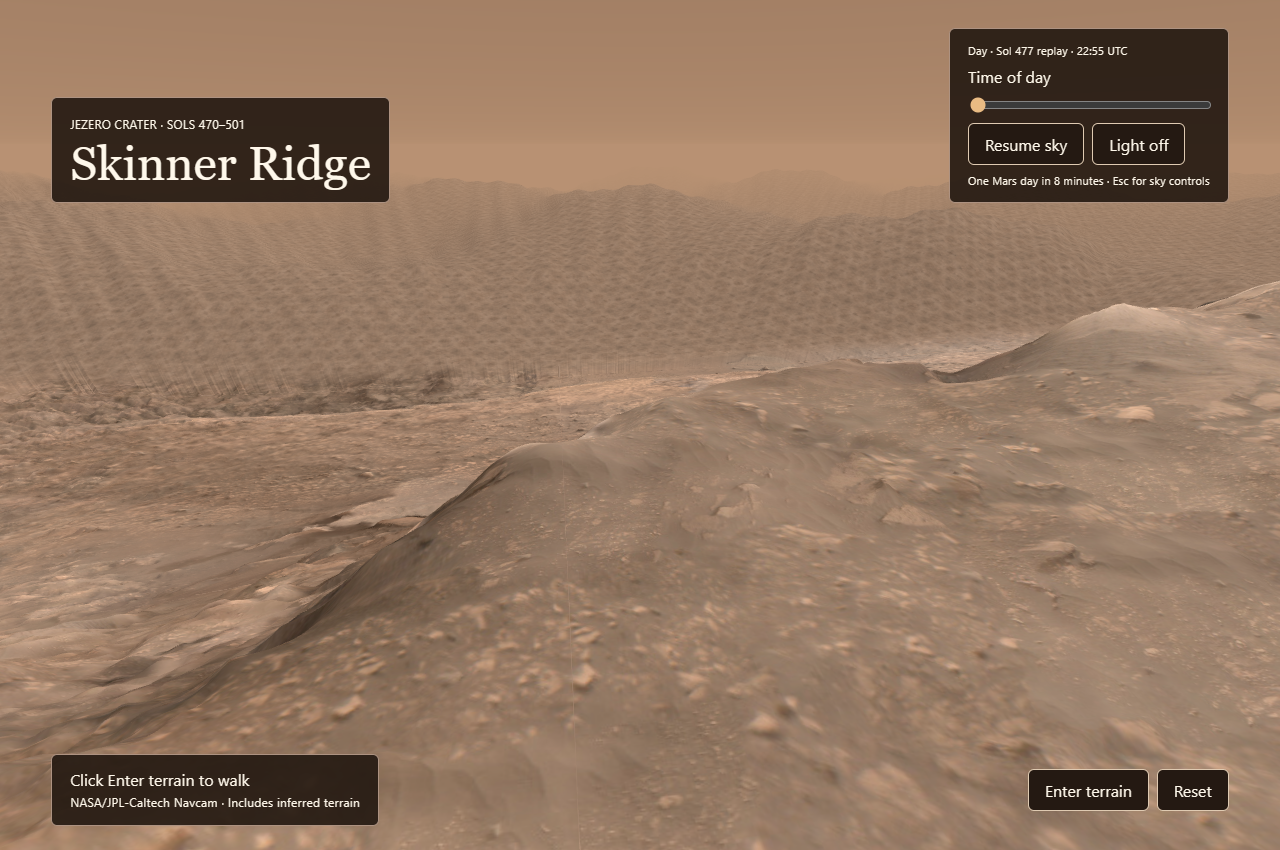 JEZERO CRATER · SOLS 470–501
Skinner Ridge
Day · Sol 477 replay · 22:55 UTC
Time of day
Resume sky
Light off
One Mars day in 8 minutes · Esc for sky controls
Click Enter terrain to walk
NASA/JPL-Caltech Navcam · Includes inferred terrain
Enter terrain
Reset